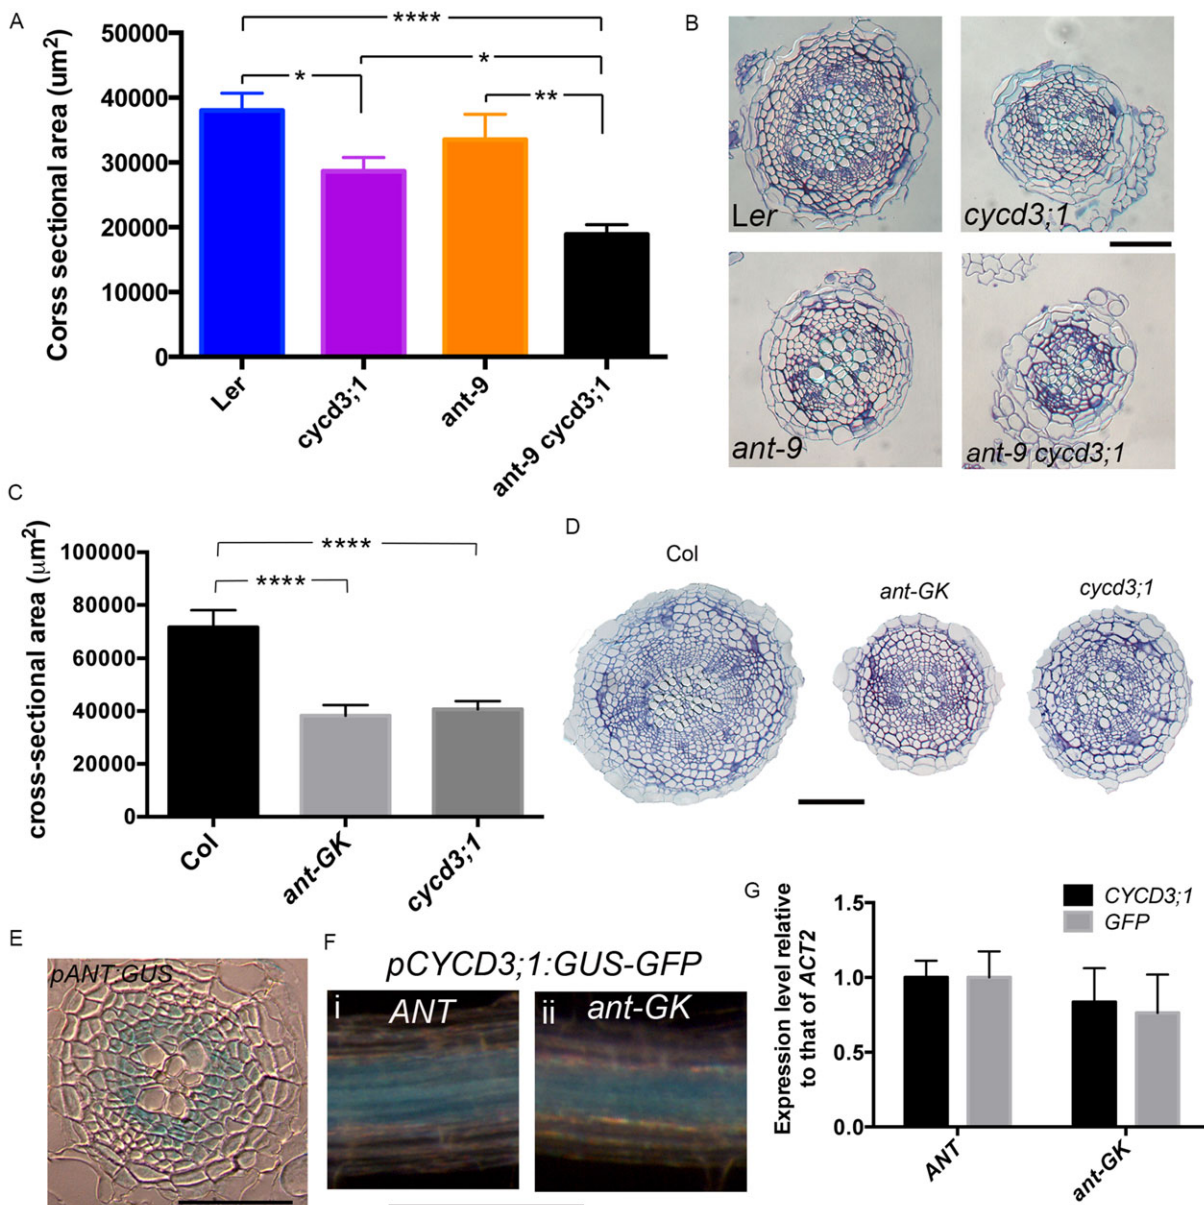 A
Corss sectional area (um²)
50000
40000
30000
20000
10000
0
****
*
*
**
Ler
cycd3;1
ant-9
ant-9 cycd3;1
B
Ler
cycd3;1
ant-9
ant-9 cycd3;1
C
cross-sectional area (μm²)
100000
80000
60000
40000
20000
0
****
****
Col
ant-GK
cycd3;1
D
Col
ant-GK
cycd3;1
E
pANT:GUS
F
pCYCD3;1:GUS-GFP
i
ANT
ii
ant-GK
G
Expression level relative
to that of ACT2
1.5
1.0
0.5
0.0
CYCD3;1
GFP
ANT
ant-GK